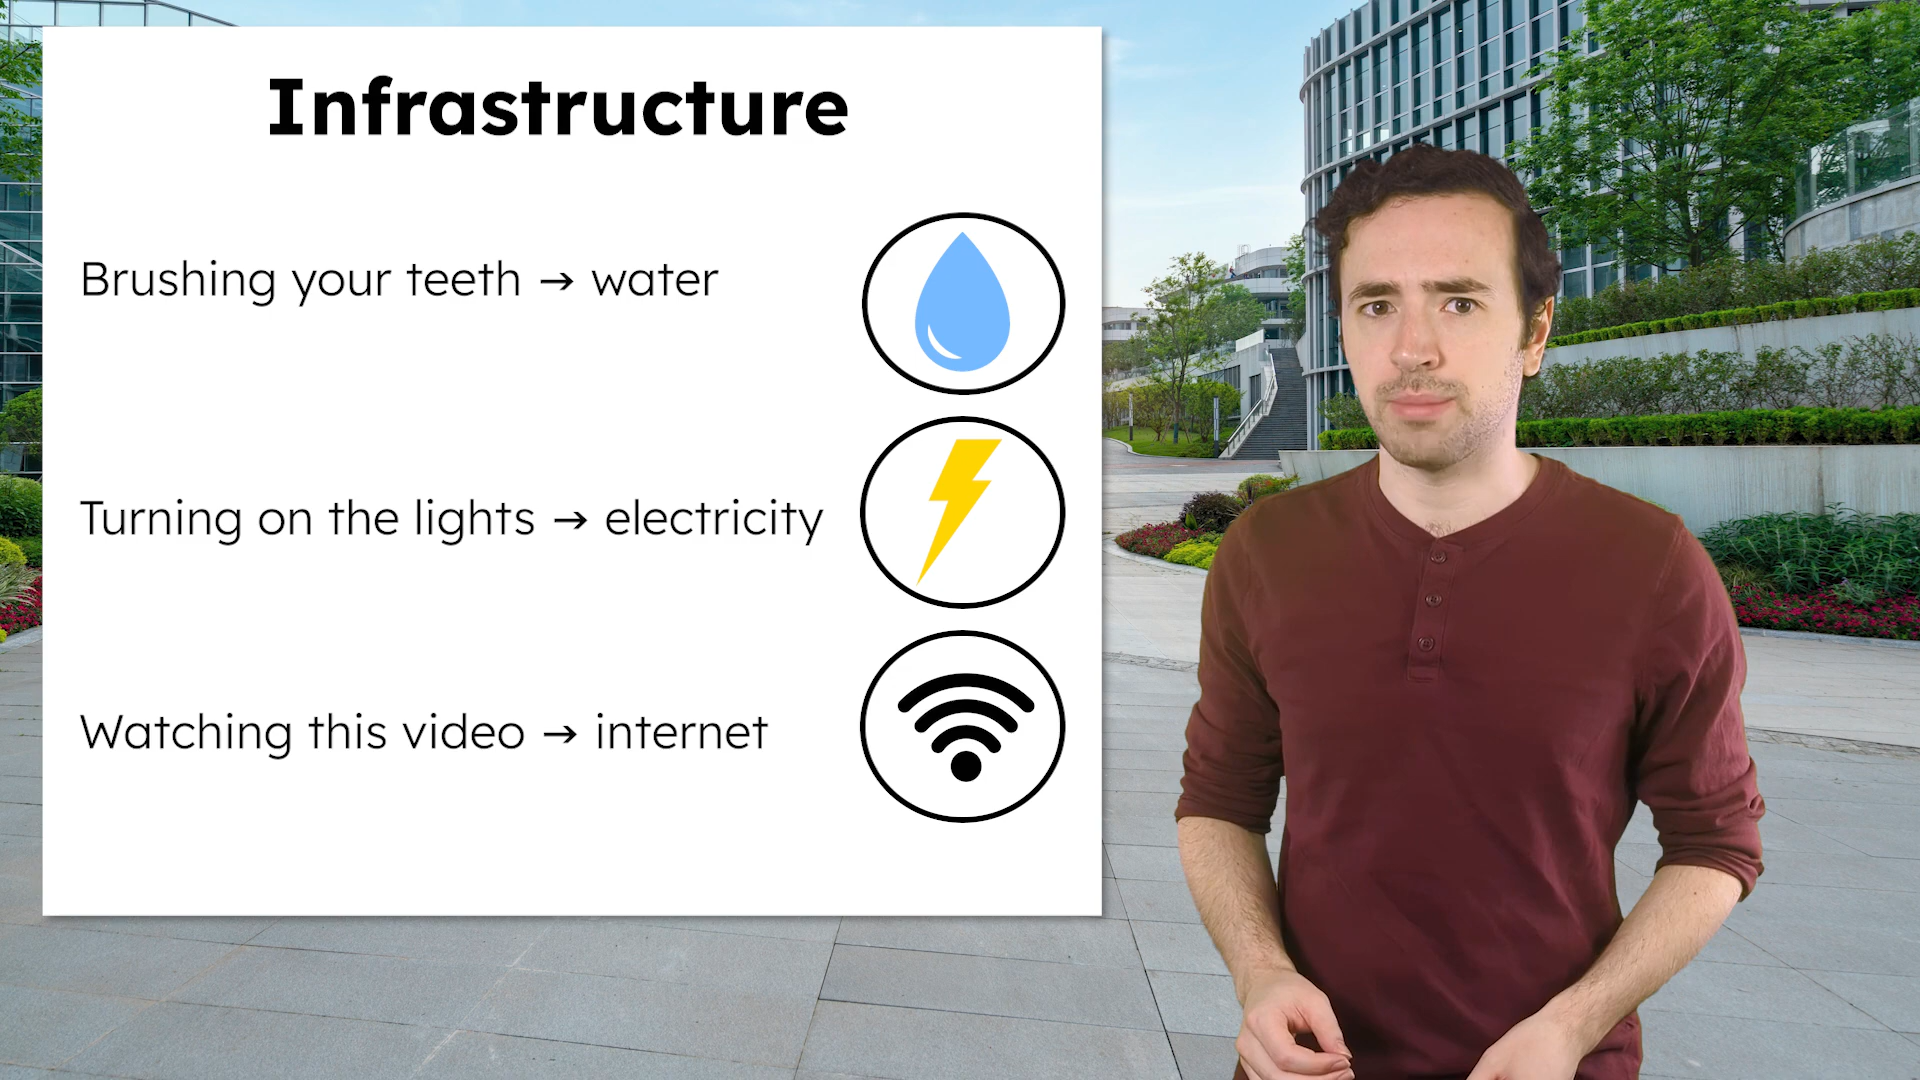 Infrastructure
Brushing your teeth → water
Turning on the lights → electricity
Watching this video → internet